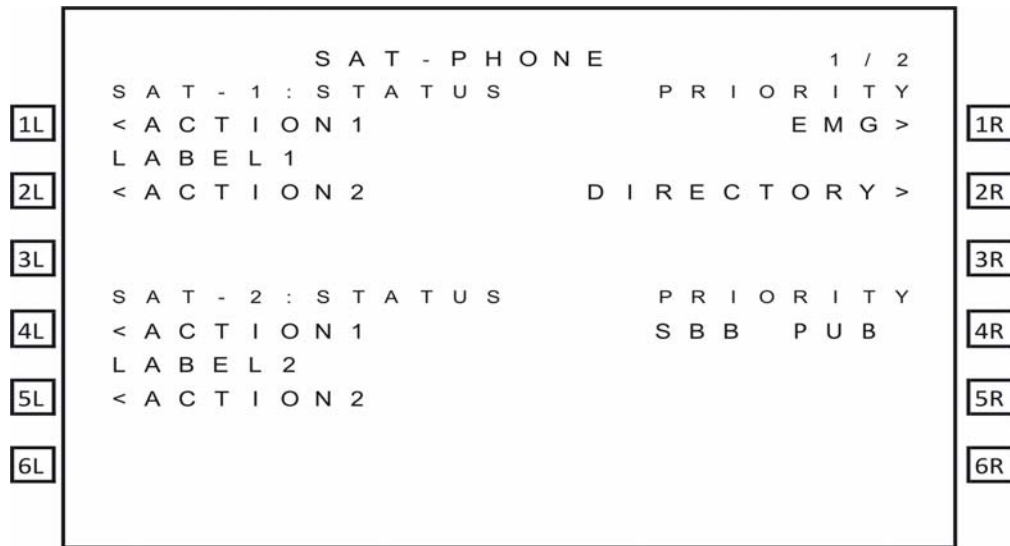 SAT-PHONE 1/2
SAT-1:STATUS PRIORITY
1L <ACTION1 EMG> 1R
LABEL1
2L <ACTION2 DIRECTORY> 2R
3L 3R
SAT-2:STATUS PRIORITY
4L <ACTION1 SBB PUB 4R
LABEL2
5L <ACTION2 5R
6L 6R